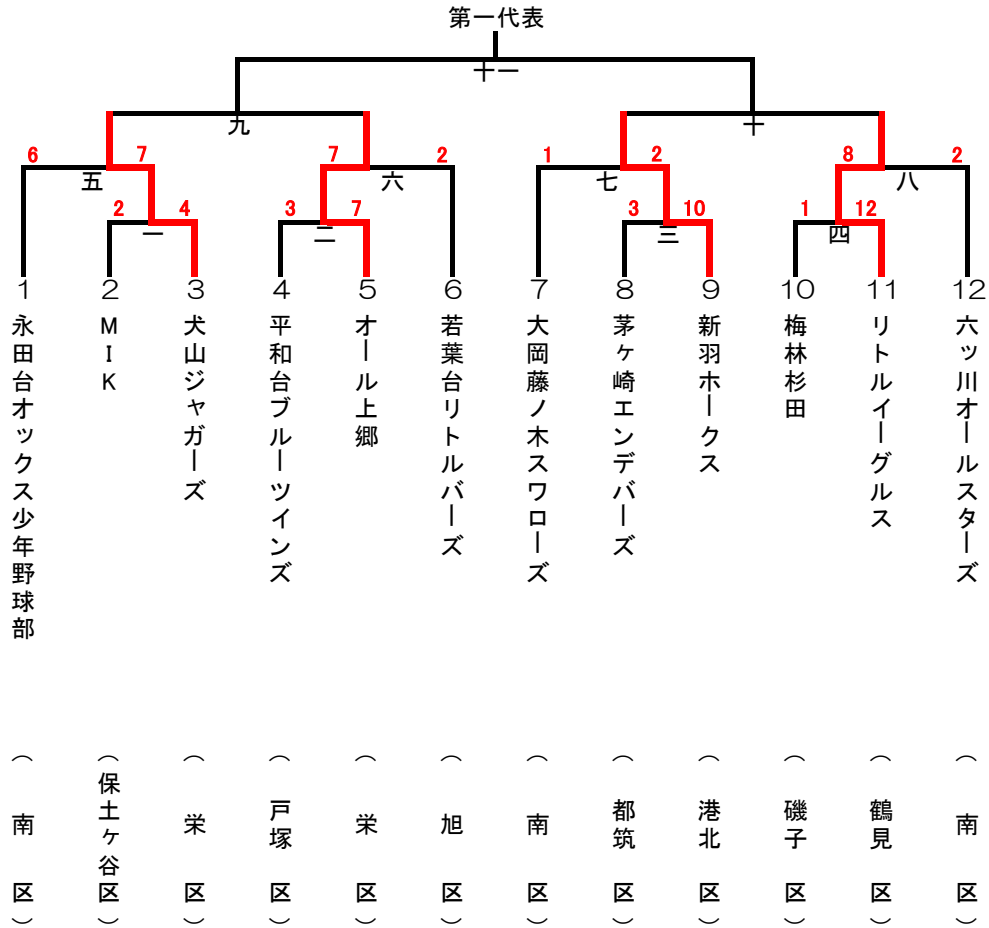 第一代表
十一
九
十
6
7
7
2
1
2
8
2
五
六
七
八
2
4
3
7
3
10
1
12
一
二
三
四
1
2
3
4
5
6
7
8
9
10
11
12
永田台オックス少年野球部
MIK
犬山ジャガーズ
平和台ブルーツインズ
オール上郷
若葉台リトルバーズ
大岡藤ノ木スワローズ
茅ヶ崎エンデバーズ
新羽ホークス
梅林杉田
リトルイーグルス
六ッ川オールスターズ
（南区）
（保土ヶ谷区）
（栄区）
（戸塚区）
（栄区）
（旭区）
（南区）
（都筑区）
（港北区）
（磯子区）
（鶴見区）
（南区）